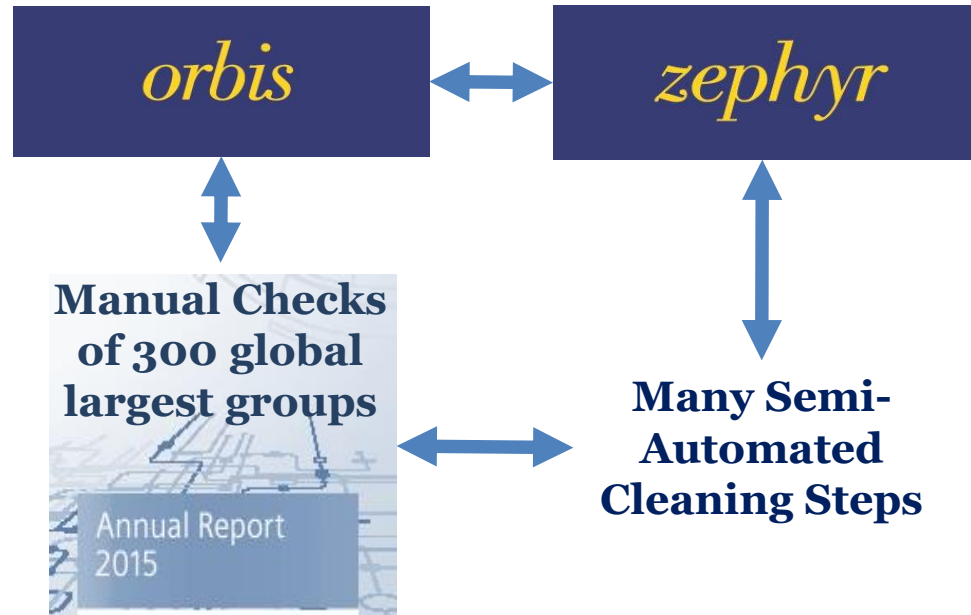 orbis
zephyr
Manual Checks
of 300 global
largest groups
Annual Report
2015
Many Semi-
Automated
Cleaning Steps